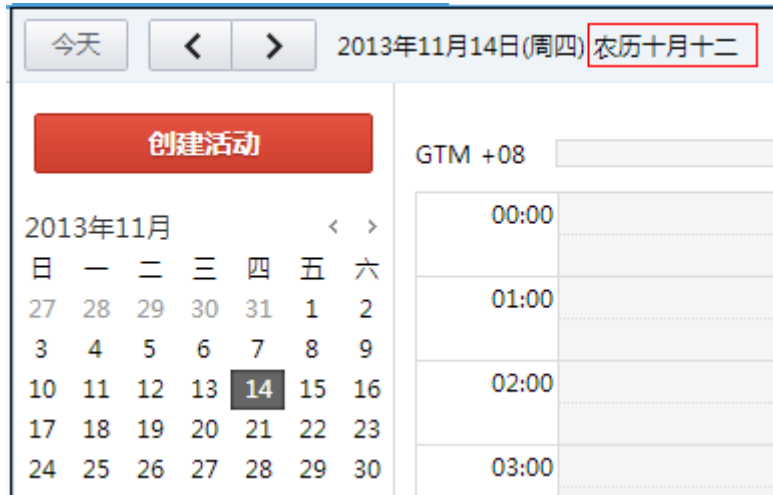 今天 < > 2013年11月14日(周四) 农历十月十二
创建活动
GTM +08
2013年11月 < >
日 一 二 三 四 五 六
27 28 29 30 31 1 2
3 4 5 6 7 8 9
10 11 12 13 14 15 16
17 18 19 20 21 22 23
24 25 26 27 28 29 30
00:00
01:00
02:00
03:00